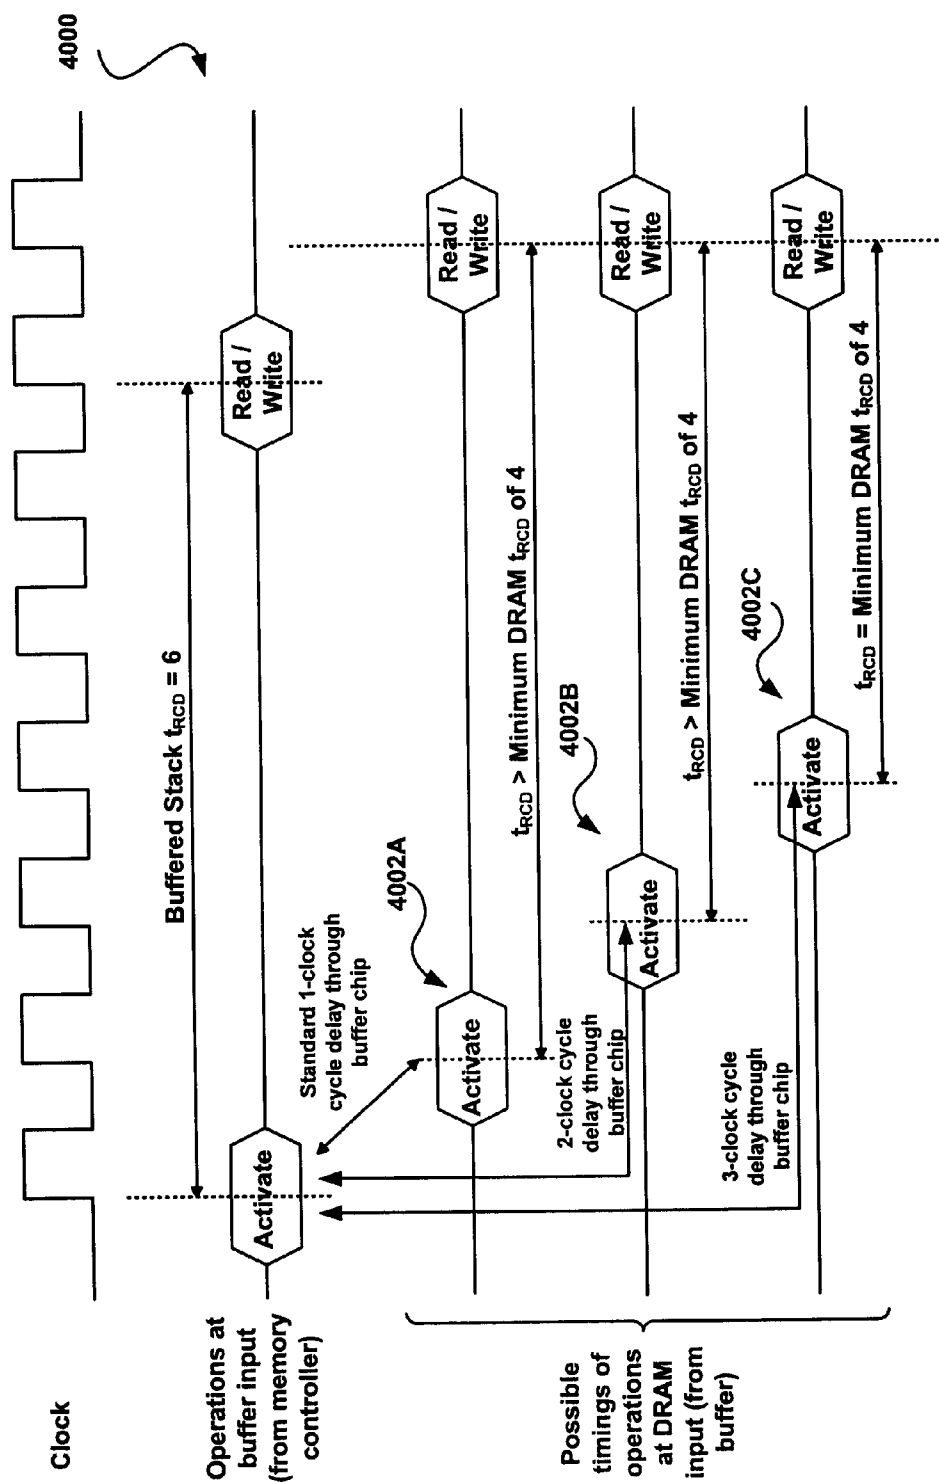 4000
Clock
Operations at
buffer input
(from memory
controller)
Activate
Buffered Stack tRCD = 6
Read /
Write
Standard 1-clock
cycle delay through
buffer chip
Possible
timings of
operations
at DRAM
input (from
buffer)
Activate
4002A
tRCD > Minimum DRAM tRCD of 4
Read /
Write
2-clock cycle
delay through
buffer chip
Activate
4002B
tRCD > Minimum DRAM tRCD of 4
Read /
Write
3-clock cycle
delay through
buffer chip
Activate
4002C
tRCD = Minimum DRAM tRCD of 4
Read /
Write